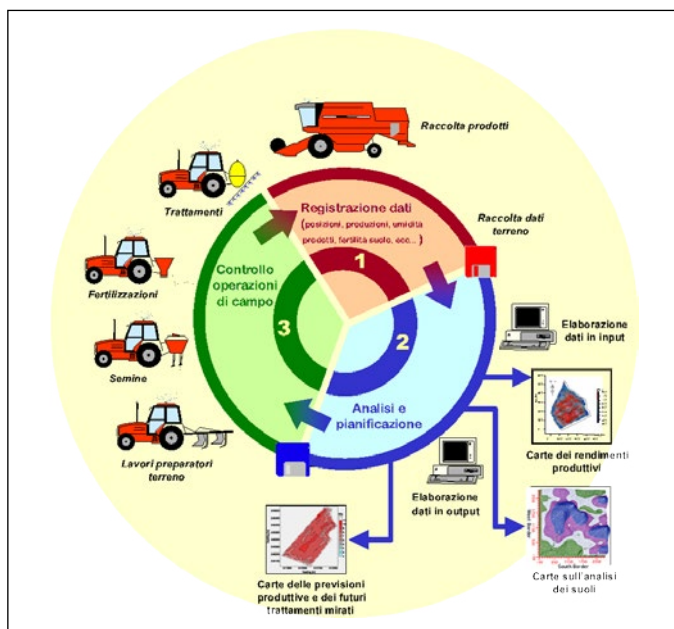 Raccolta prodotti
Trattamenti
Registrazione dati
(posizioni, produzioni, umidità
prodotti, fertilità suolo, ecc... )
1
Raccolta dati
terreno
Fertilizzazioni
Controllo
operazioni
di campo
3
2
Semine
Elaborazione
dati in input
Analisi e
pianificazione
Lavori preparatori
terreno
Carte dei rendimenti
produttivi
Elaborazione
dati in output
Carte delle previsioni
produttive e dei futuri
trattamenti mirati
South Border
Carte sull'analisi
dei suoli